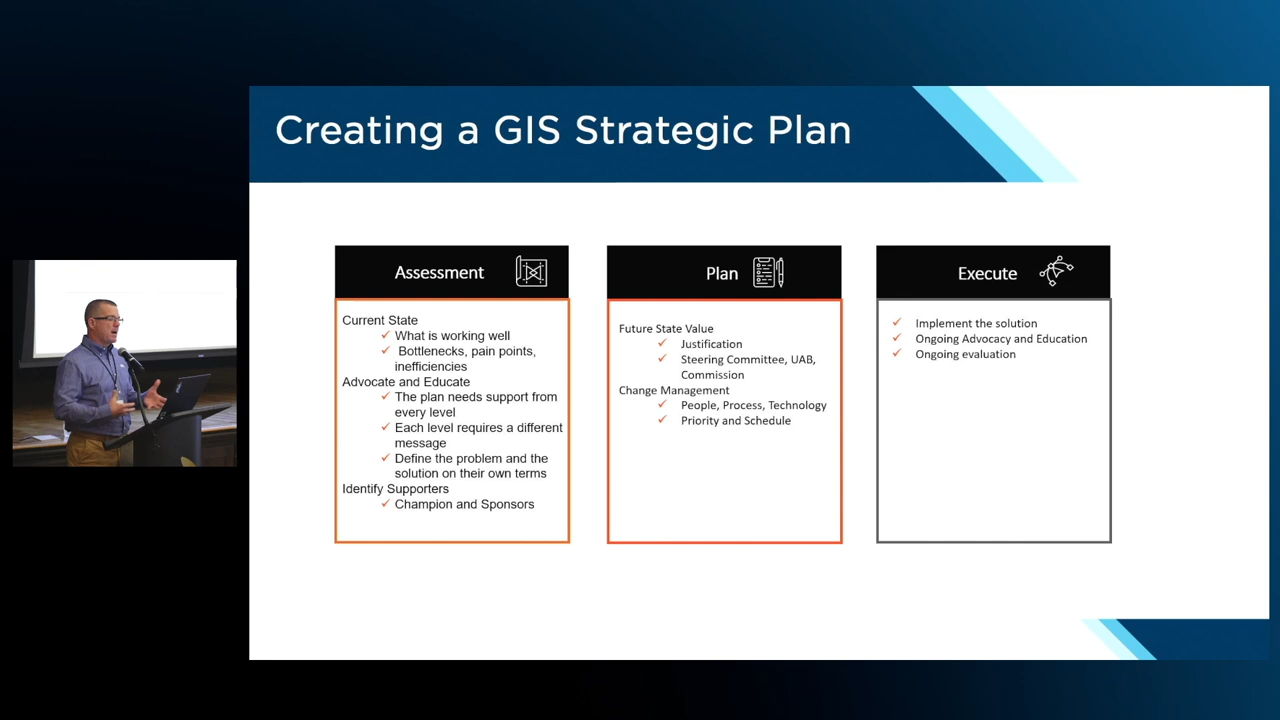 Creating a GIS Strategic Plan
Assessment
Current State
What is working well
Bottlenecks, pain points,
inefficiencies
Advocate and Educate
The plan needs support from
every level
Each level requires a different
message
Define the problem and the
solution on their own terms
Identify Supporters
Champion and Sponsors
Plan
Future State Value
Justification
Steering Committee, UAB,
Commission
Change Management
People, Process, Technology
Priority and Schedule
Execute
Implement the solution
Ongoing Advocacy and Education
Ongoing evaluation